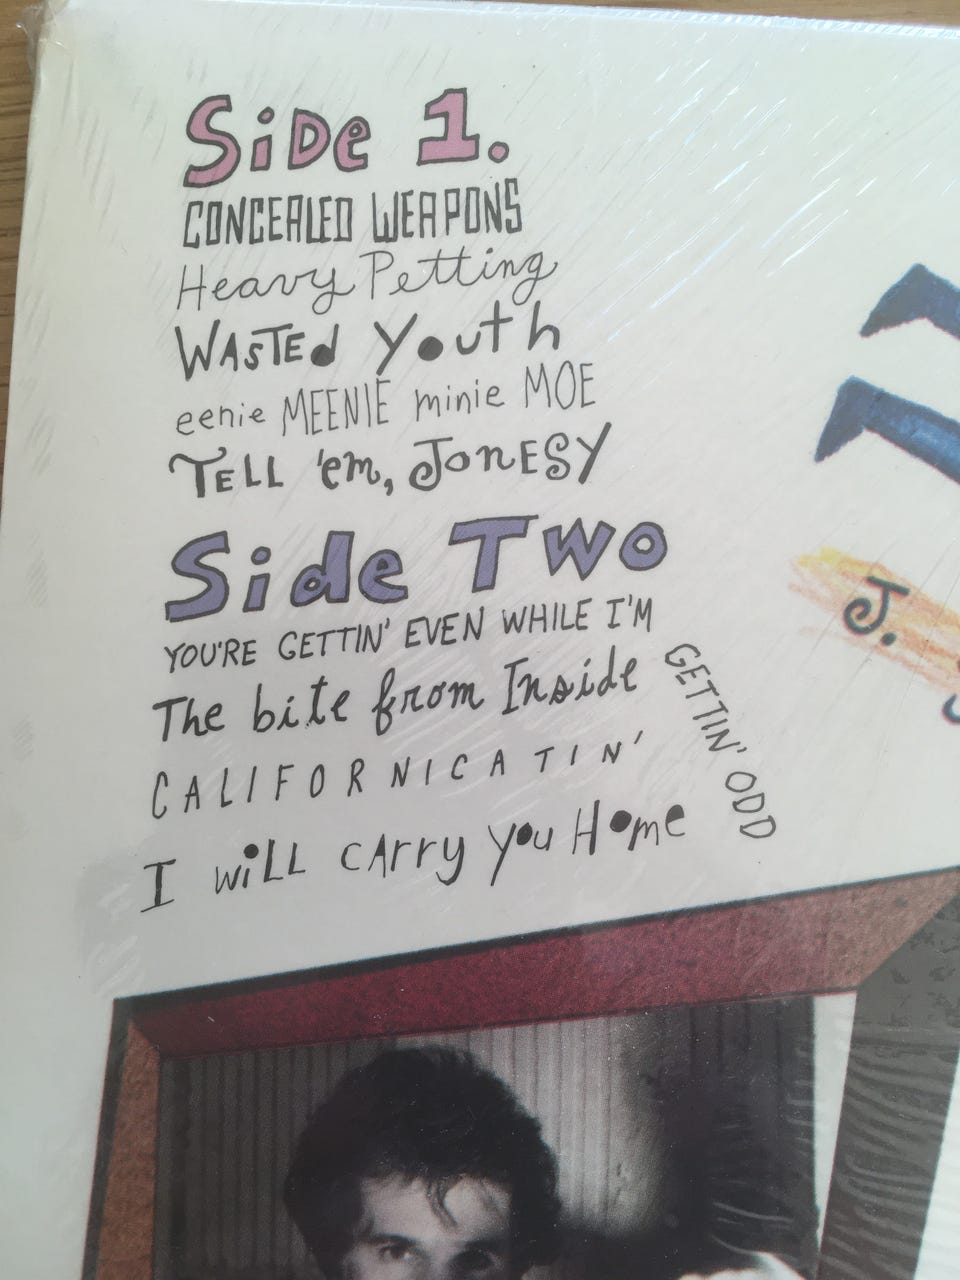 SiDe 1.
CONCEALED WEAPONS
Heavy Petting
WASTEd Youth
eenie MEENIE minie MOE
TELL 'em, JonESY
Side Two
YOU'RE GETTIN' EVEN WHILE I'M GETTIN' ODD
The bite from Inside
CALIFORNICATIN'
I wiLL cArry you Home
J.